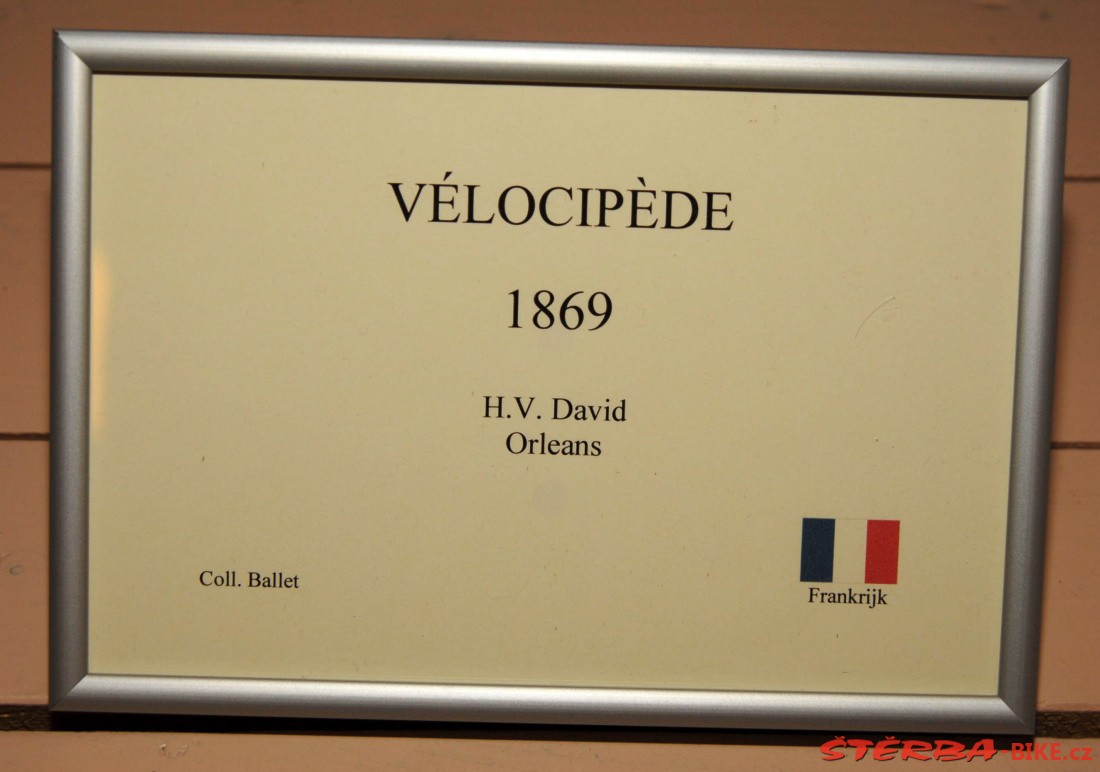 VÉLOCIPÈDE
1869
H.V. David
Orleans
Coll. Ballet
Frankrijk
ŠTĚRBA-BIKE.cz